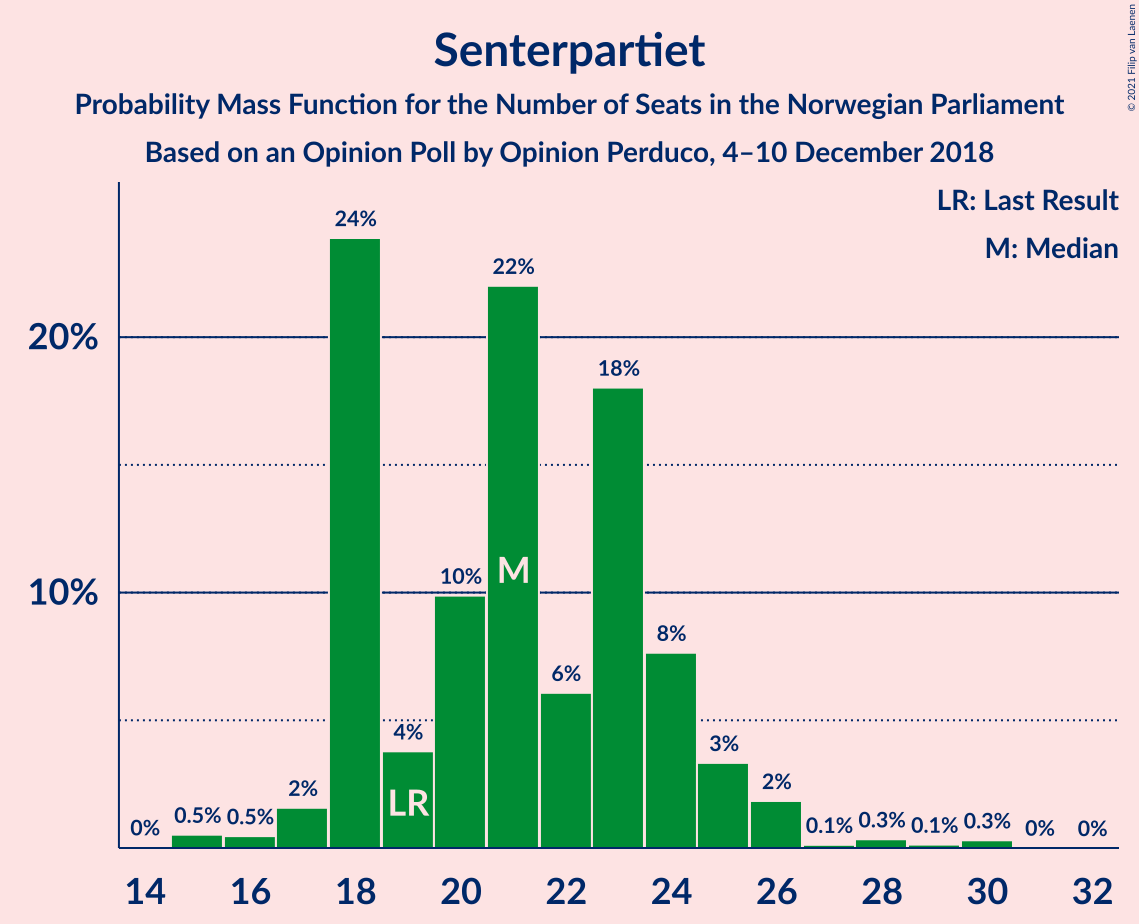 Senterpartiet
Probability Mass Function for the Number of Seats in the Norwegian Parliament
Based on an Opinion Poll by Opinion Perduco, 4–10 December 2018
© 2021 Filip van Laenen
LR: Last Result
M: Median
20%
10%
0%
0.5%
0.5%
2%
24%
4%
10%
22%
6%
18%
8%
3%
2%
0.1%
0.3%
0.1%
0.3%
0%
0%
LR
M
14 16 18 20 22 24 26 28 30 32